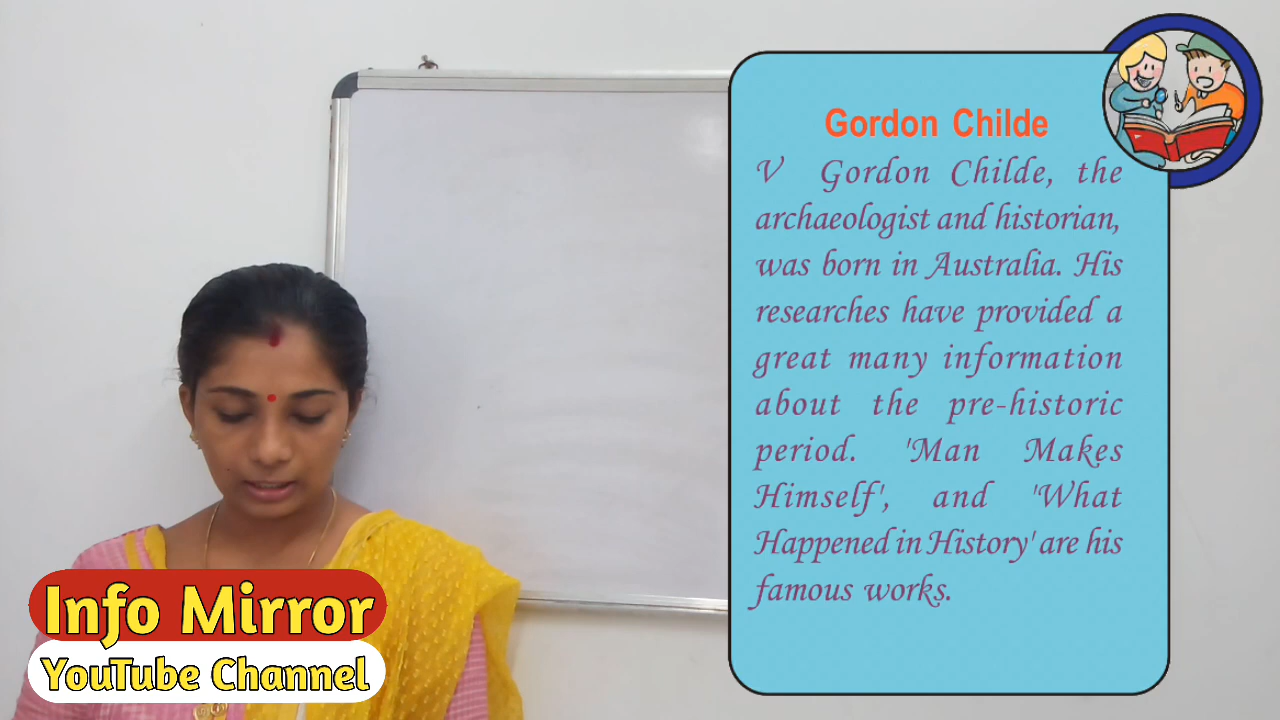 Gordon Childe
V Gordon Childe, the
archaeologist and historian,
was born in Australia. His
researches have provided a
great many information
about the pre-historic
period. 'Man Makes
Himself', and 'What
Happened in History' are his
famous works.
Info Mirror
YouTube Channel